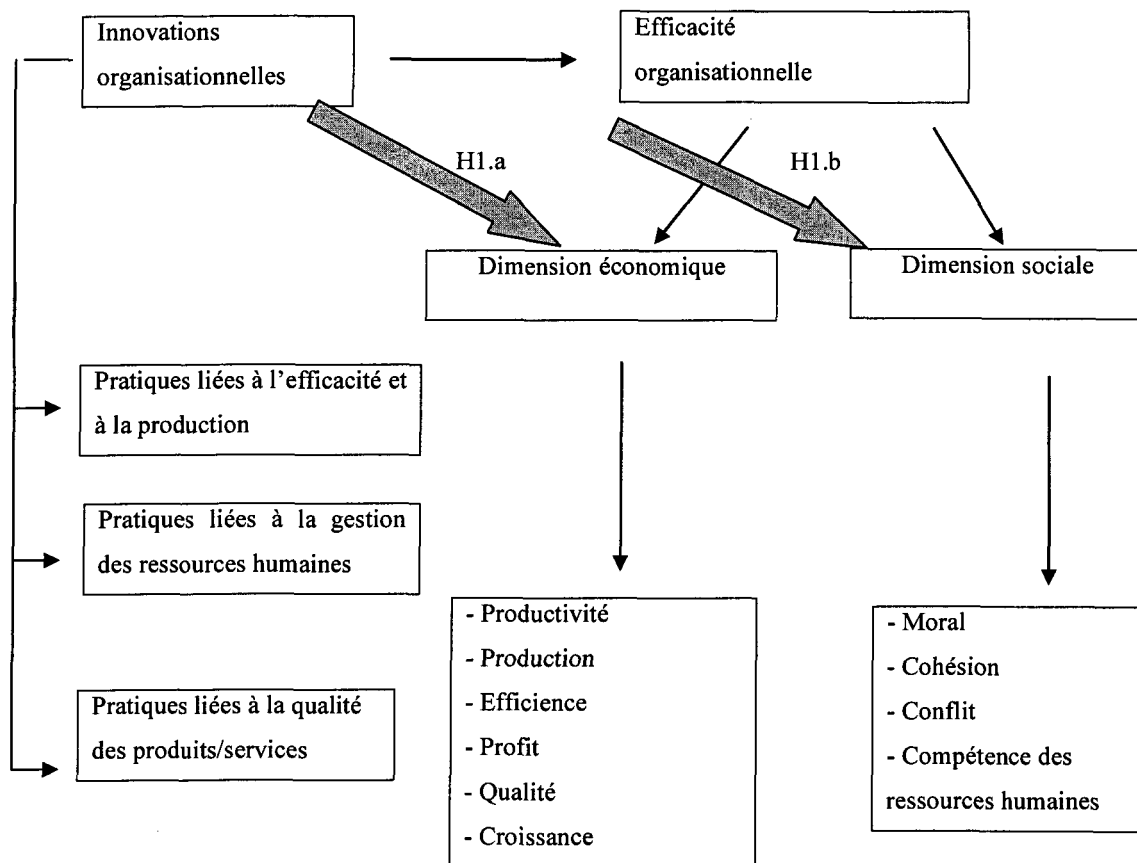 Innovations
organisationnelles
Efficacité
organisationnelle
H1.a
H1.b
Dimension économique
Dimension sociale
Pratiques liées à l'efficacité et
à la production
Pratiques liées à la gestion
des ressources humaines
Pratiques liées à la qualité
des produits/services
- Productivité
- Production
- Efficience
- Profit
- Qualité
- Croissance
- Moral
- Cohésion
- Conflit
- Compétence des
ressources humaines